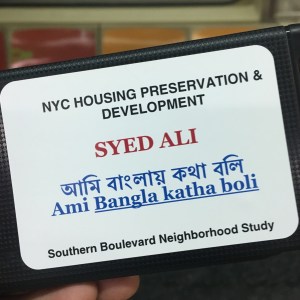 NYC HOUSING PRESERVATION &
DEVELOPMENT
SYED ALI
আমি বাংলায় কথা বলি
Ami Bangla katha boli
Southern Boulevard Neighborhood Study